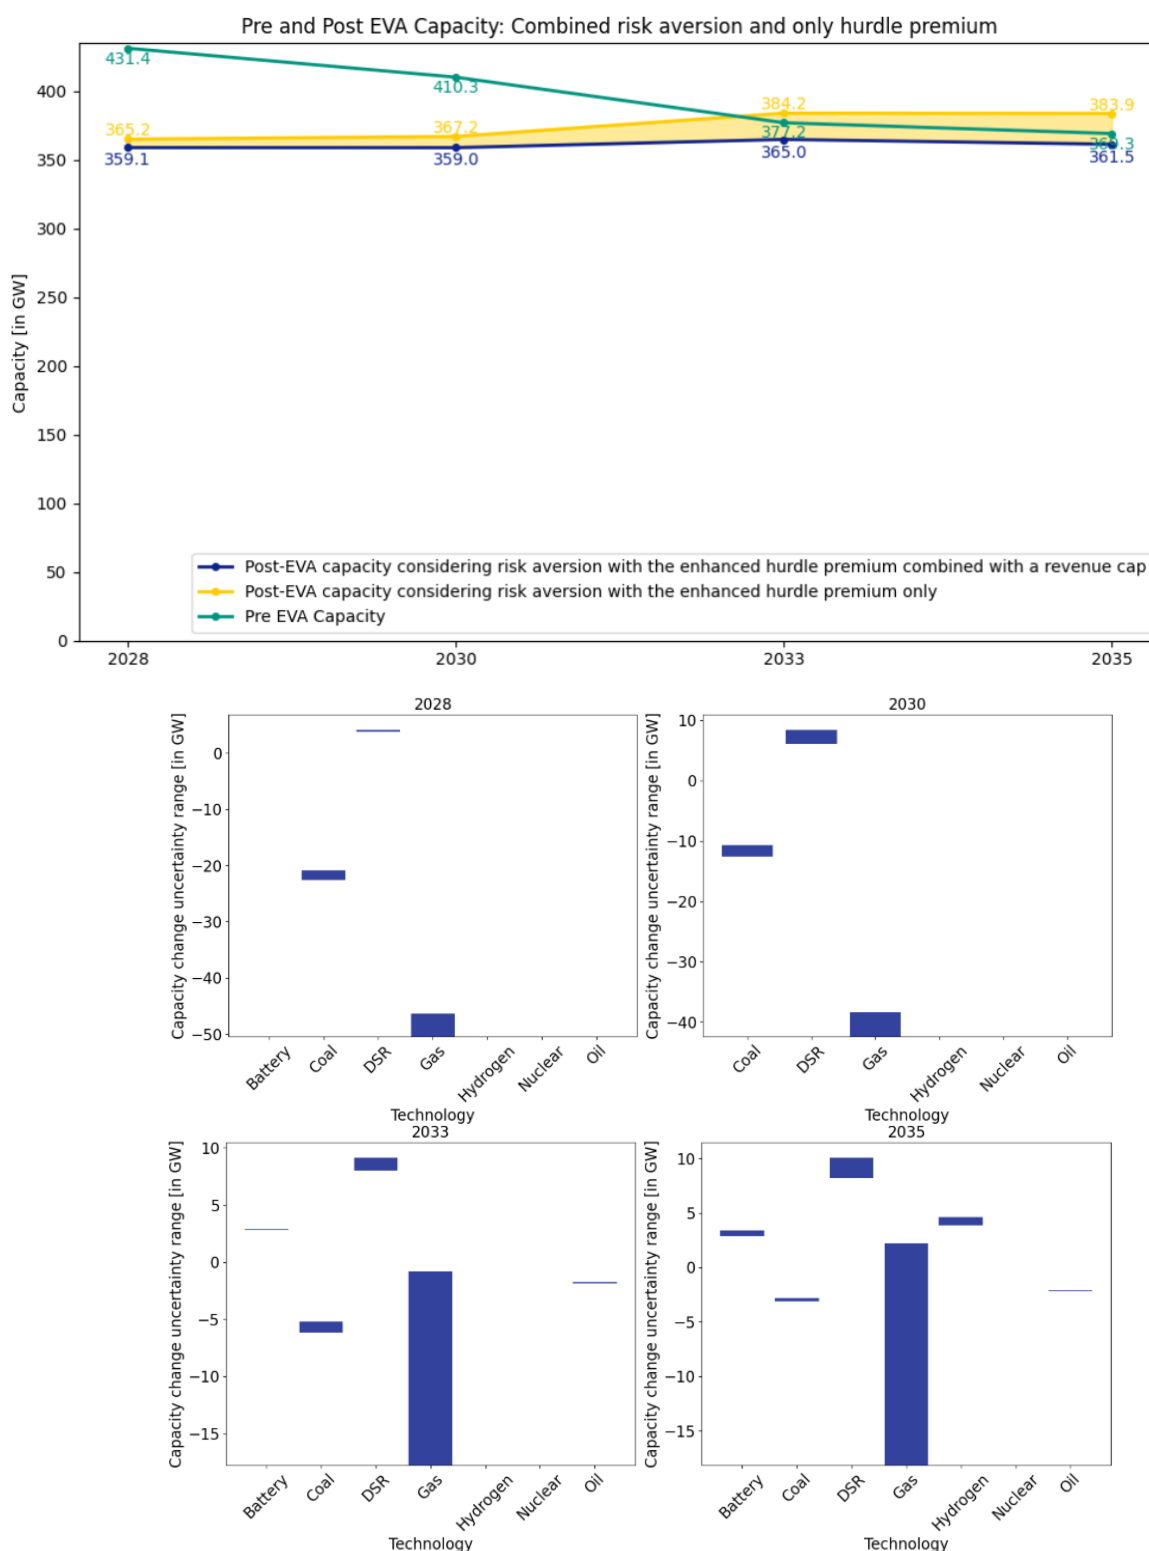 Pre and Post EVA Capacity: Combined risk aversion and only hurdle premium
Capacity [in GW]
400
350
300
250
200
150
100
50
0
431.4
410.3
384.2
383.9
365.2
367.2
377.2
369.3
359.1
359.0
365.0
361.5
Post-EVA capacity considering risk aversion with the enhanced hurdle premium combined with a revenue cap
Post-EVA capacity considering risk aversion with the enhanced hurdle premium only
Pre EVA Capacity
2028
2030
2033
2035
2028
Capacity change uncertainty range [in GW]
0
−10
−20
−30
−40
−50
Battery
Coal
DSR
Gas
Hydrogen
Nuclear
Oil
Technology
2030
Capacity change uncertainty range [in GW]
10
0
−10
−20
−30
−40
Coal
DSR
Gas
Hydrogen
Nuclear
Oil
Technology
2033
Capacity change uncertainty range [in GW]
10
5
0
−5
−10
−15
Battery
Coal
DSR
Gas
Hydrogen
Nuclear
Oil
Technology
2035
Capacity change uncertainty range [in GW]
10
5
0
−5
−10
−15
Battery
Coal
DSR
Gas
Hydrogen
Nuclear
Oil
Technology